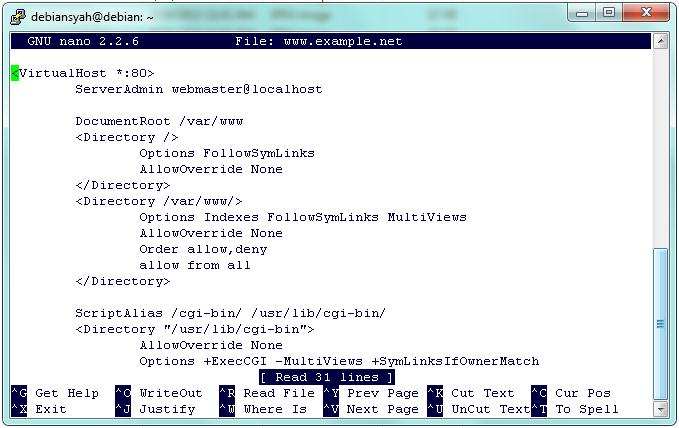 debiansyah@debian: ~
GNU nano 2.2.6 File: www.example.net
<VirtualHost *:80>
ServerAdmin webmaster@localhost
DocumentRoot /var/www
<Directory />
Options FollowSymLinks
AllowOverride None
</Directory>
<Directory /var/www/>
Options Indexes FollowSymLinks MultiViews
AllowOverride None
Order allow,deny
allow from all
</Directory>
ScriptAlias /cgi-bin/ /usr/lib/cgi-bin/
<Directory "/usr/lib/cgi-bin">
AllowOverride None
Options +ExecCGI -MultiViews +SymLinksIfOwnerMatch
[ Read 31 lines ]
^G Get Help ^O WriteOut ^R Read File ^Y Prev Page ^K Cut Text ^C Cur Pos
^X Exit ^J Justify ^W Where Is ^V Next Page ^U UnCut Text ^T To Spell